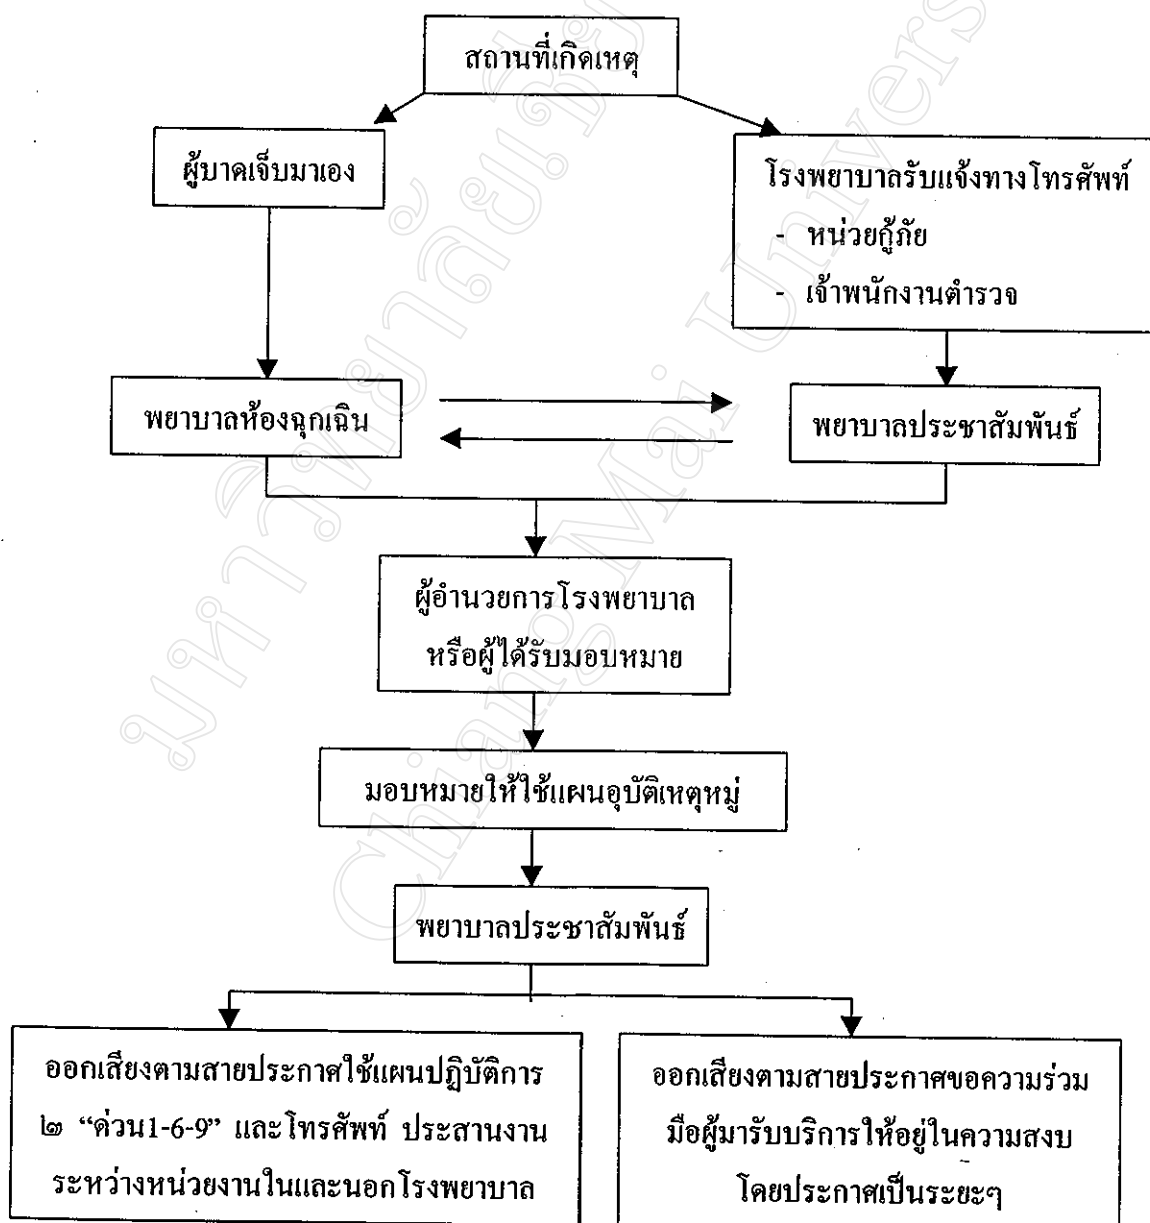 สถานที่เกิดเหตุ
ผู้บาดเจ็บมาเอง
โรงพยาบาลรับแจ้งทางโทรศัพท์
- หน่วยกู้ภัย
- เจ้าพนักงานตำรวจ
พยาบาลห้องฉุกเฉิน
พยาบาลประชาสัมพันธ์
ผู้อำนวยการโรงพยาบาล
หรือผู้ได้รับมอบหมาย
มอบหมายให้ใช้แผนอุบัติเหตุหมู่
พยาบาลประชาสัมพันธ์
ออกเสียงตามสายประกาศใช้แผนปฏิบัติการ
๒ “ด่วน1-6-9” และโทรศัพท์ ประสานงาน
ระหว่างหน่วยงานในและนอกโรงพยาบาล
ออกเสียงตามสายประกาศขอความร่วม
มือผู้มารับบริการให้อยู่ในความสงบ
โดยประกาศเป็นระยะๆ
มหาวิทยาลัยเชีย
Chiang Mai Univers